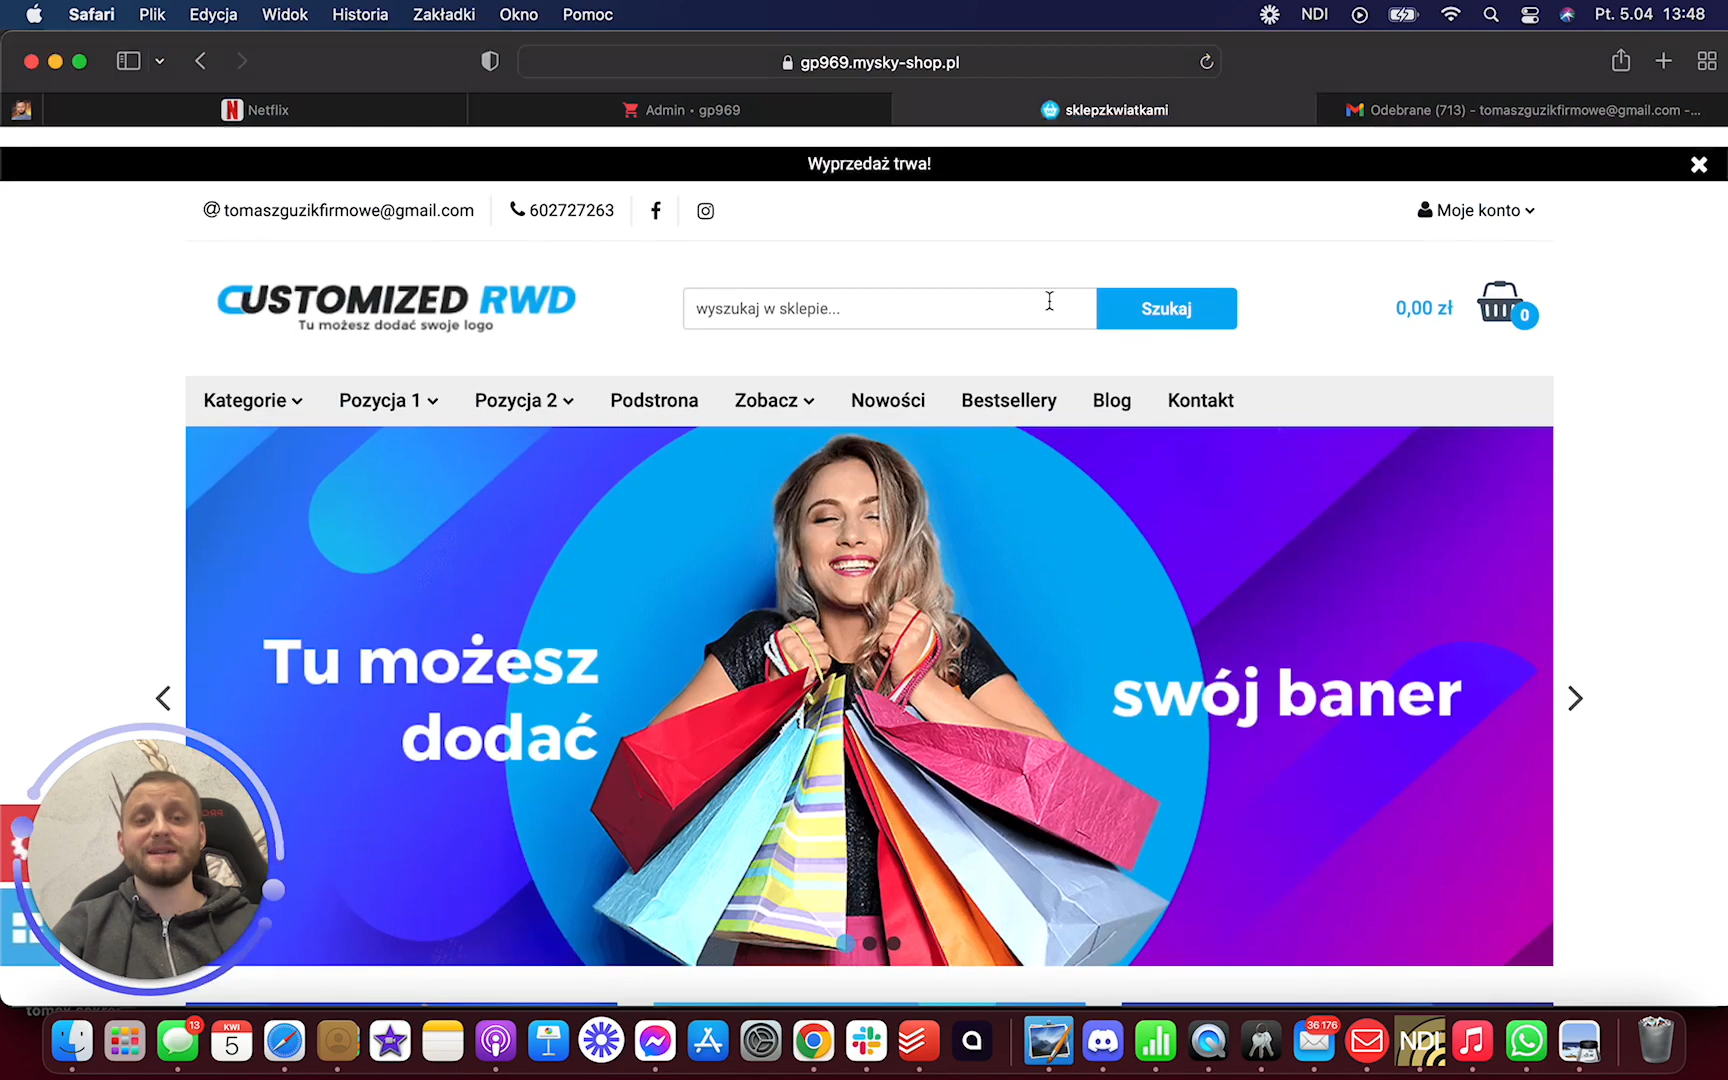 Safari Plik Edycja Widok Historia Zakładki Okno Pomoc NDI Pt. 5.04 13:48
gp969.mysky-shop.pl
Netflix Admin • gp969 sklepzkwiatkami Odebrane (713) - tomaszguzikfirmowe@gmail.com -...
Wyprzedaż trwa!
@ tomaszguzikfirmowe@gmail.com 602727263 Moje konto
CUSTOMIZED RWD
Tu możesz dodać swoje logo
wyszukaj w sklepie... Szukaj 0,00 zł 0
Kategorie Pozycja 1 Pozycja 2 Podstrona Zobacz Nowości Bestsellery Blog Kontakt
Tu możesz
dodać
swój baner
13
KWI
5
36 176
NDI